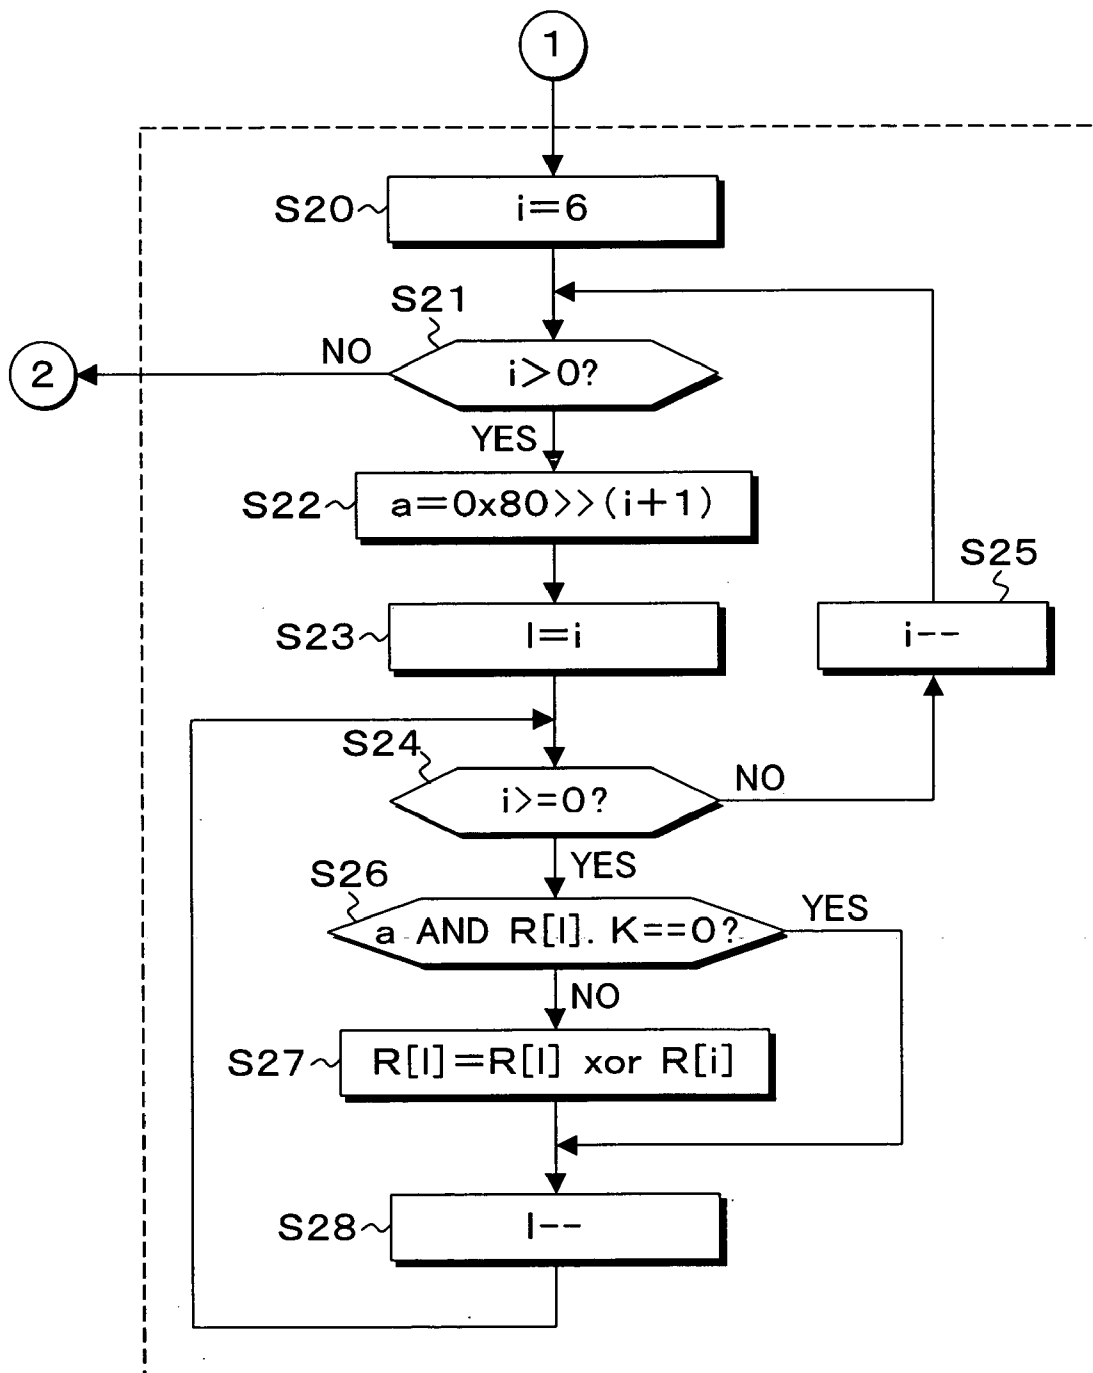 1
S20
i=6
S21
NO
i>0?
2
YES
S22
a=0x80>>(i+1)
S25
i--
S23
l=i
S24
NO
i>=0?
YES
S26
YES
a AND R[l]. K==0?
NO
S27
R[l]=R[l] xor R[i]
S28
l--